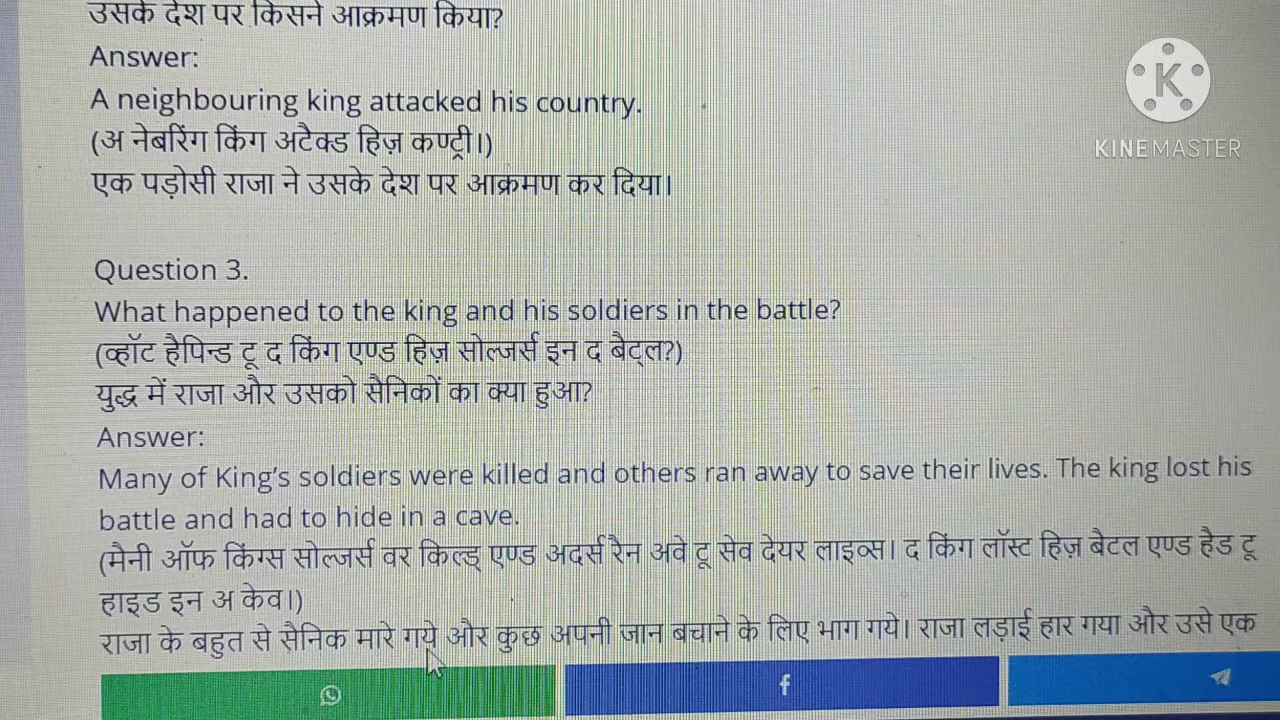 उसके देश पर किसने आक्रमण किया?
Answer:
A neighbouring king attacked his country.
(अ नेबरिंग किंग अटैक्ड हिज़ कण्ट्री।)
एक पड़ोसी राजा ने उसके देश पर आक्रमण कर दिया।
Question 3.
What happened to the king and his soldiers in the battle?
(व्हॉट हैपिन्ड टू द किंग एण्ड हिज़ सोल्जर्स इन द बैट्ल?)
युद्ध में राजा और उसको सैनिकों का क्या हुआ?
Answer:
Many of King's soldiers were killed and others ran away to save their lives. The king lost his
battle and had to hide in a cave.
(मैनी ऑफ किंग्स सोल्जर्स वर किल्ड् एण्ड अदर्स रैन अवे टू सेव देयर लाइव्स। द किंग लॉस्ट हिज़ बैटल एण्ड हैड टू
हाइड इन अ केव।)
राजा के बहुत से सैनिक मारे गये और कुछ अपनी जान बचाने के लिए भाग गये। राजा लड़ाई हार गया और उसे एक
K
KINEMASTER